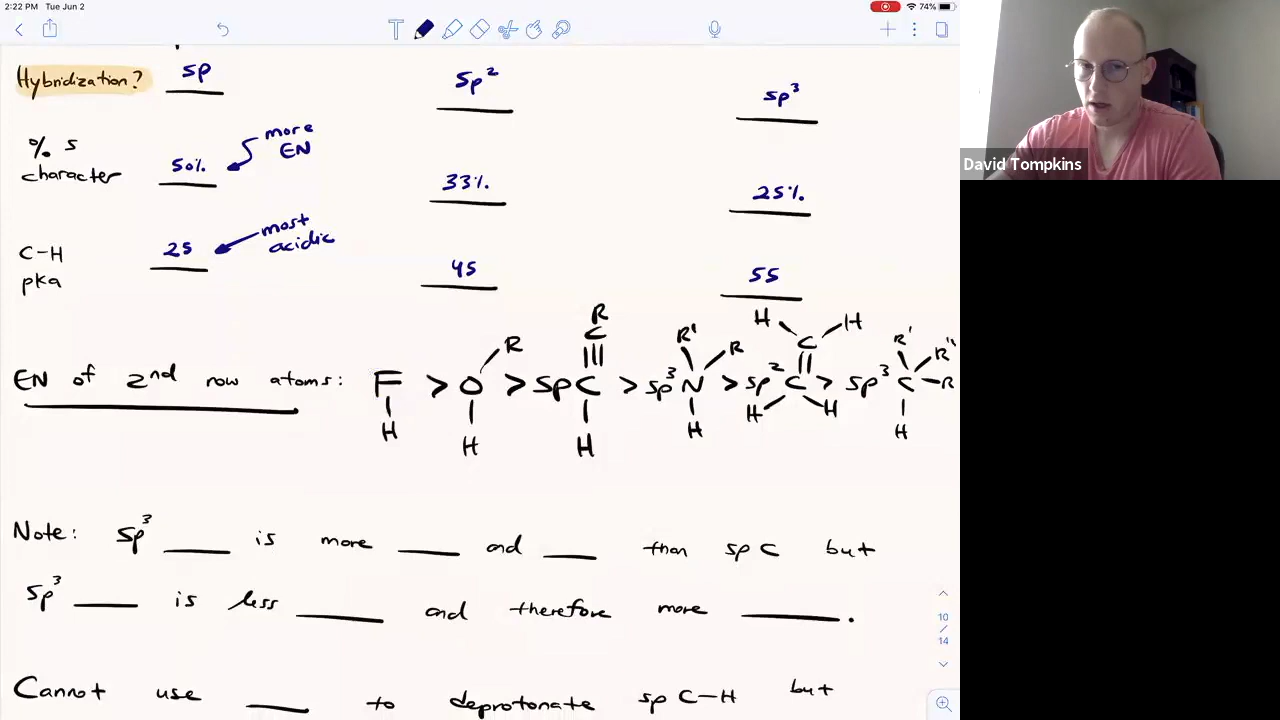 2:22 PM Tue Jun 2
74%
Hybridization? sp sp² sp³
more EN
% s character 50% 33% 25%
most acidic
C-H pka 25 45 55
EN of 2nd now atoms: F > O > sp C > sp³ N > sp² C > sp³ C
R R C R' R H H C R' R'' R
H H H H H H H
Note: sp³ ____ is more ____ and ____ than sp C but
sp³ ____ is less ____ and therefore more ____.
Cannot use ____ to deprotonate sp C-H but
10
/
14
David Tompkins